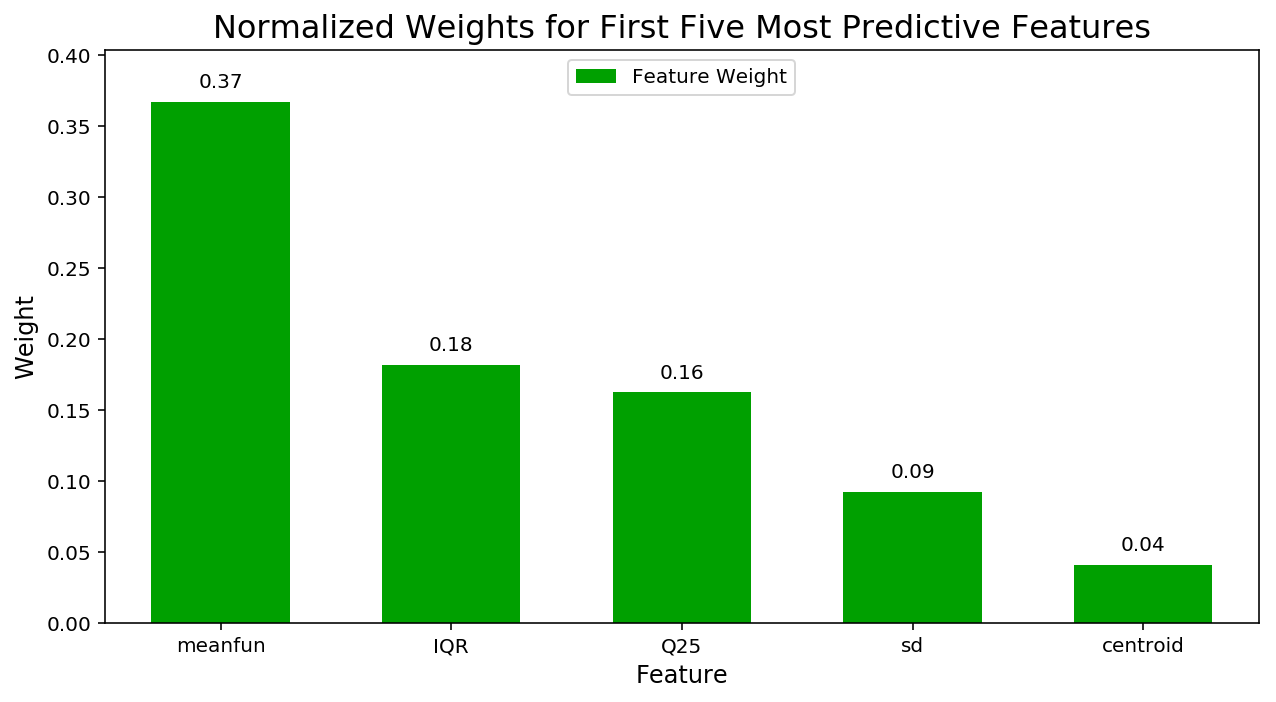 Normalized Weights for First Five Most Predictive Features
Feature Weight
0.40
0.35
0.30
0.25
0.20
0.15
0.10
0.05
0.00
Weight
0.37
0.18
0.16
0.09
0.04
meanfun
IQR
Q25
sd
centroid
Feature